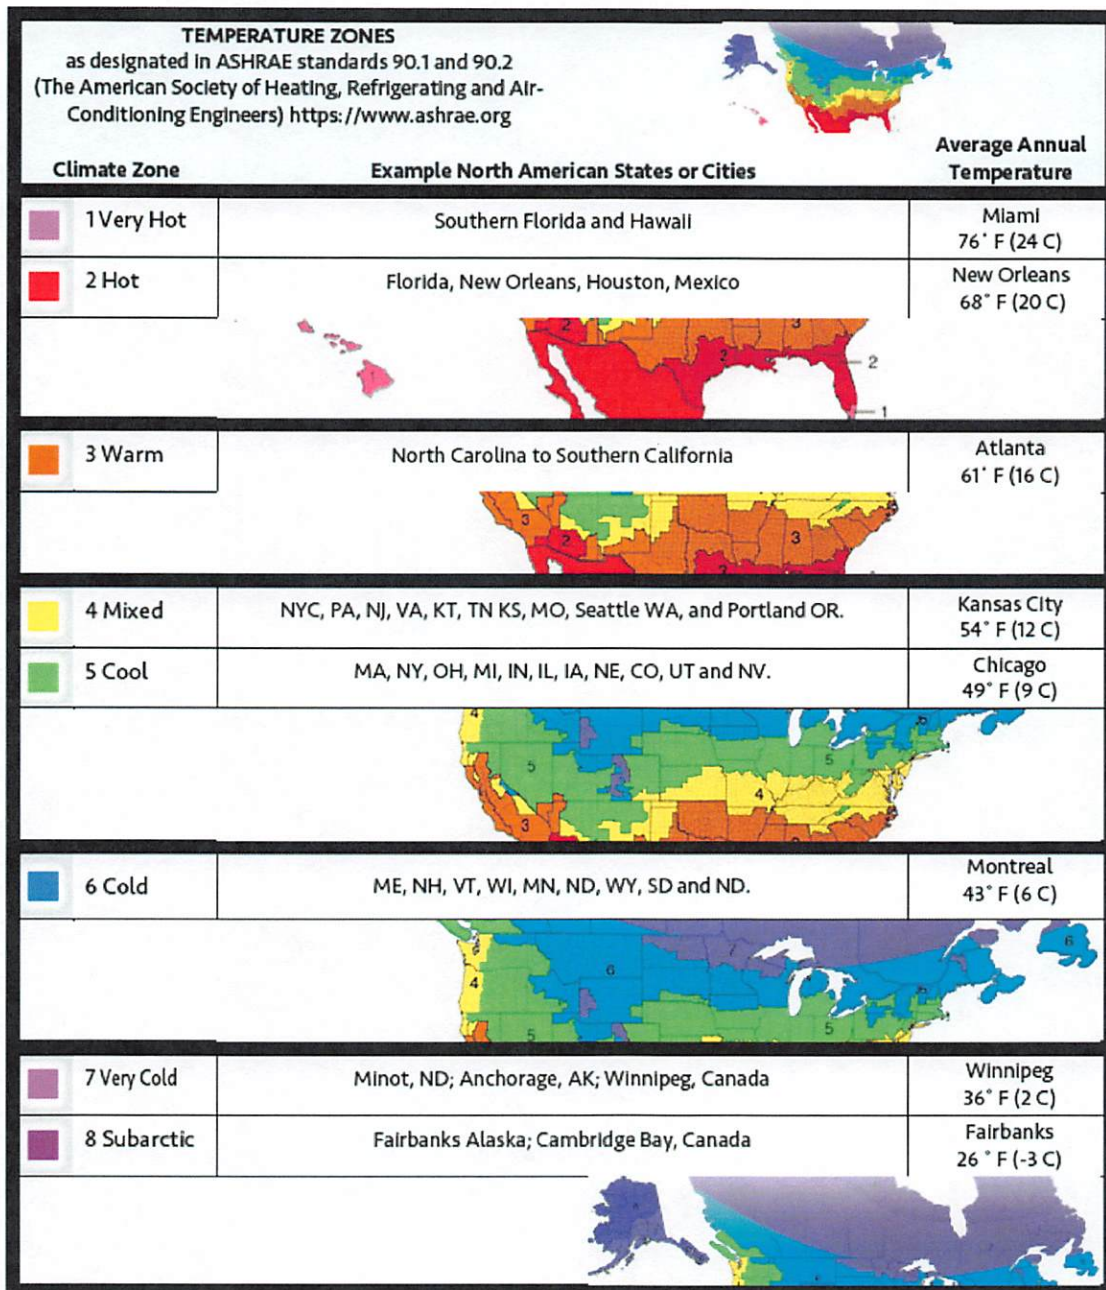 TEMPERATURE ZONES
as designated in ASHRAE standards 90.1 and 90.2
(The American Society of Heating, Refrigerating and Air-
Conditioning Engineers) https://www.ashrae.org
Climate Zone
Example North American States or Cities
Average Annual
Temperature
1 Very Hot
Southern Florida and Hawaii
Miami
76° F (24 C)
2 Hot
Florida, New Orleans, Houston, Mexico
New Orleans
68° F (20 C)
2
3
2
2
1
3 Warm
North Carolina to Southern California
Atlanta
61° F (16 C)
3
2
3
4 Mixed
NYC, PA, NJ, VA, KT, TN KS, MO, Seattle WA, and Portland OR.
Kansas City
54° F (12 C)
5 Cool
MA, NY, OH, MI, IN, IL, IA, NE, CO, UT and NV.
Chicago
49° F (9 C)
4
6
5
5
4
3
6 Cold
ME, NH, VT, WI, MN, ND, WY, SD and ND.
Montreal
43° F (6 C)
7
6
6
4
6
5
5
7 Very Cold
Minot, ND; Anchorage, AK; Winnipeg, Canada
Winnipeg
36° F (2 C)
8 Subarctic
Fairbanks Alaska; Cambridge Bay, Canada
Fairbanks
26 ° F (-3 C)